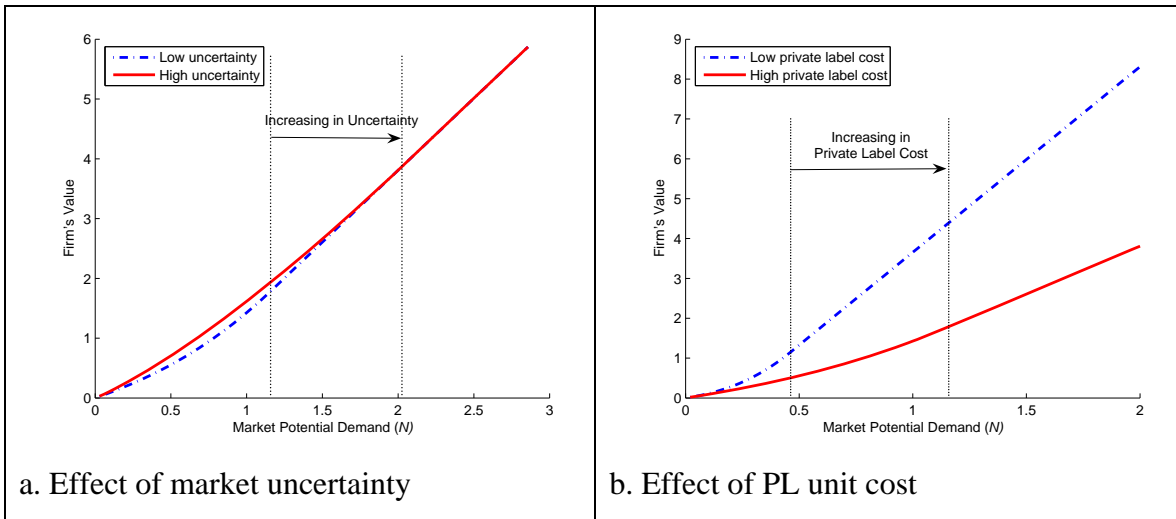 6
5
4
3
2
1
0
Firm's Value
Low uncertainty
High uncertainty
Increasing in Uncertainty
0 0.5 1 1.5 2 2.5 3
Market Potential Demand (N)
a. Effect of market uncertainty
9
8
7
6
5
4
3
2
1
0
Firm's Value
Low private label cost
High private label cost
Increasing in
Private Label Cost
0 0.5 1 1.5 2
Market Potential Demand (N)
b. Effect of PL unit cost